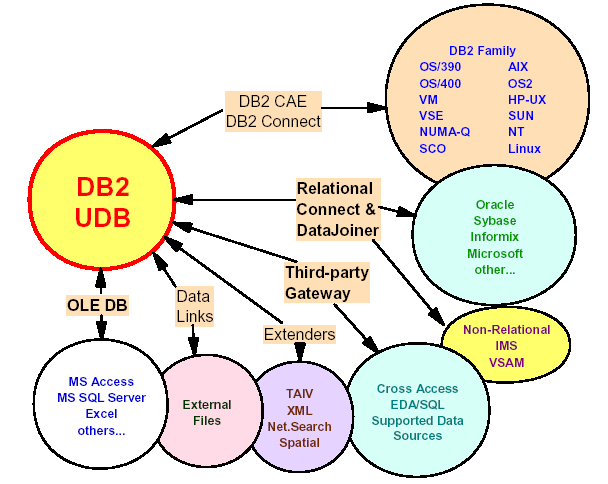 DB2 Family
OS/390 AIX
OS/400 OS2
VM HP-UX
VSE SUN
NUMA-Q NT
SCO Linux
DB2 CAE
DB2 Connect
DB2
UDB
Relational
Connect &
DataJoiner
Oracle
Sybase
Informix
Microsoft
other...
Third-party
Gateway
OLE DB
Data
Links
Extenders
Non-Relational
IMS
VSAM
MS Access
MS SQL Server
Excel
others...
External
Files
TAIV
XML
Net.Search
Spatial
Cross Access
EDA/SQL
Supported Data
Sources